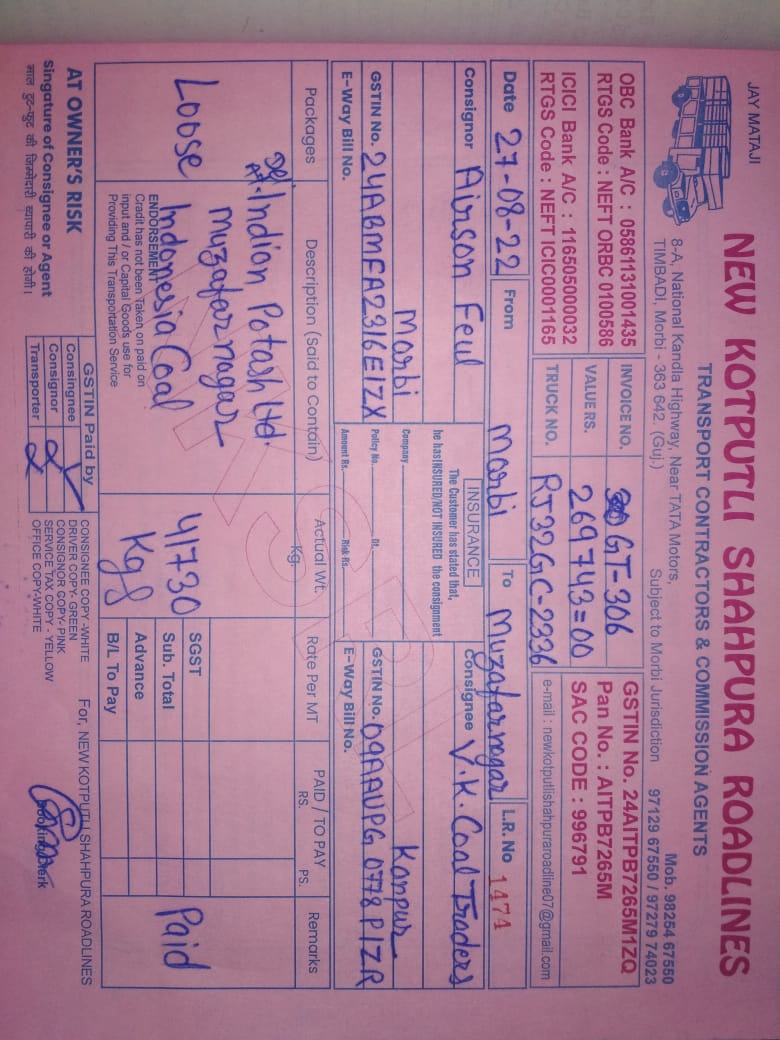 JAY MATAJI
NEW KOTPUTLI SHAHPURA ROADLINES
TRANSPORT CONTRACTORS & COMMISSION AGENTS
8-A, National Kandla Highway, Near TATA Motors,
TIMBADI, Morbi - 363 642. (Guj.)
Subject to Morbi Jurisdiction
Mob. 98254 67550
97129 67550 / 97279 74023
OBC Bank A/C : 05861131001435
RTGS Code : NEFT ORBC 0100586
ICICI Bank A/C : 116505000032
RTGS Code : NEFT ICIC0001165
INVOICE NO. GT-306
VALUE RS. 269743=00
TRUCK NO. RJ32GC-2336
GSTIN No. 24AITPB7265M1ZQ
Pan No. : AITPB7265M
SAC CODE : 996791
e-mail : newkotputlishahpuraroadline07@gmail.com
Date 27-08-22 From Morbi To Muzafarnagar L.R. No 1474
Consignor Airson Feul
Morbi
GSTIN No. 24ABMFA2316E1ZX
E-Way Bill No.
INSURANCE
The Customer has stated that,
he has INSURED/NOT INSURED the consignment
Company
Policy No. Dt.
Amount Rs. Risk Rs.
consignee V.K. Coal Traders
Kanpur
GSTIN No. 09AAUPG 0778 P1ZR
E-Way Bill No.
Packages Description (Said to Contain) Actual Wt. Kg. Rate Per MT PAID / TO PAY RS. PS. Remarks
Loose
Del At- Indian Potash Ltd.
Muzafarnagar
Indonesia Coal
41730
Kgs
Paid
ENDORSEMENT
Cradit has not been Taken on paid on
input and / or Capital Goods use for
Providing This Transportation Service
SGST
Sub. Total
Advance
B/L To Pay
AT OWNER'S RISK
Singature of Consignee or Agent
माल टुट-फुट की जिम्मेदारी व्यापारी की होगी।
GSTIN Paid by
Consingnee
Consignor
Transporter
CONSIGNEE COPY -WHITE
DRIVER COPY- GREEN
CONSIGNOR COPY- PINK
SERVICE TAX COPY - YELLOW
OFFICE COPY-WHITE
For, NEW KOTPUTLI SHAHPURA ROADLINES
Booking Clerk